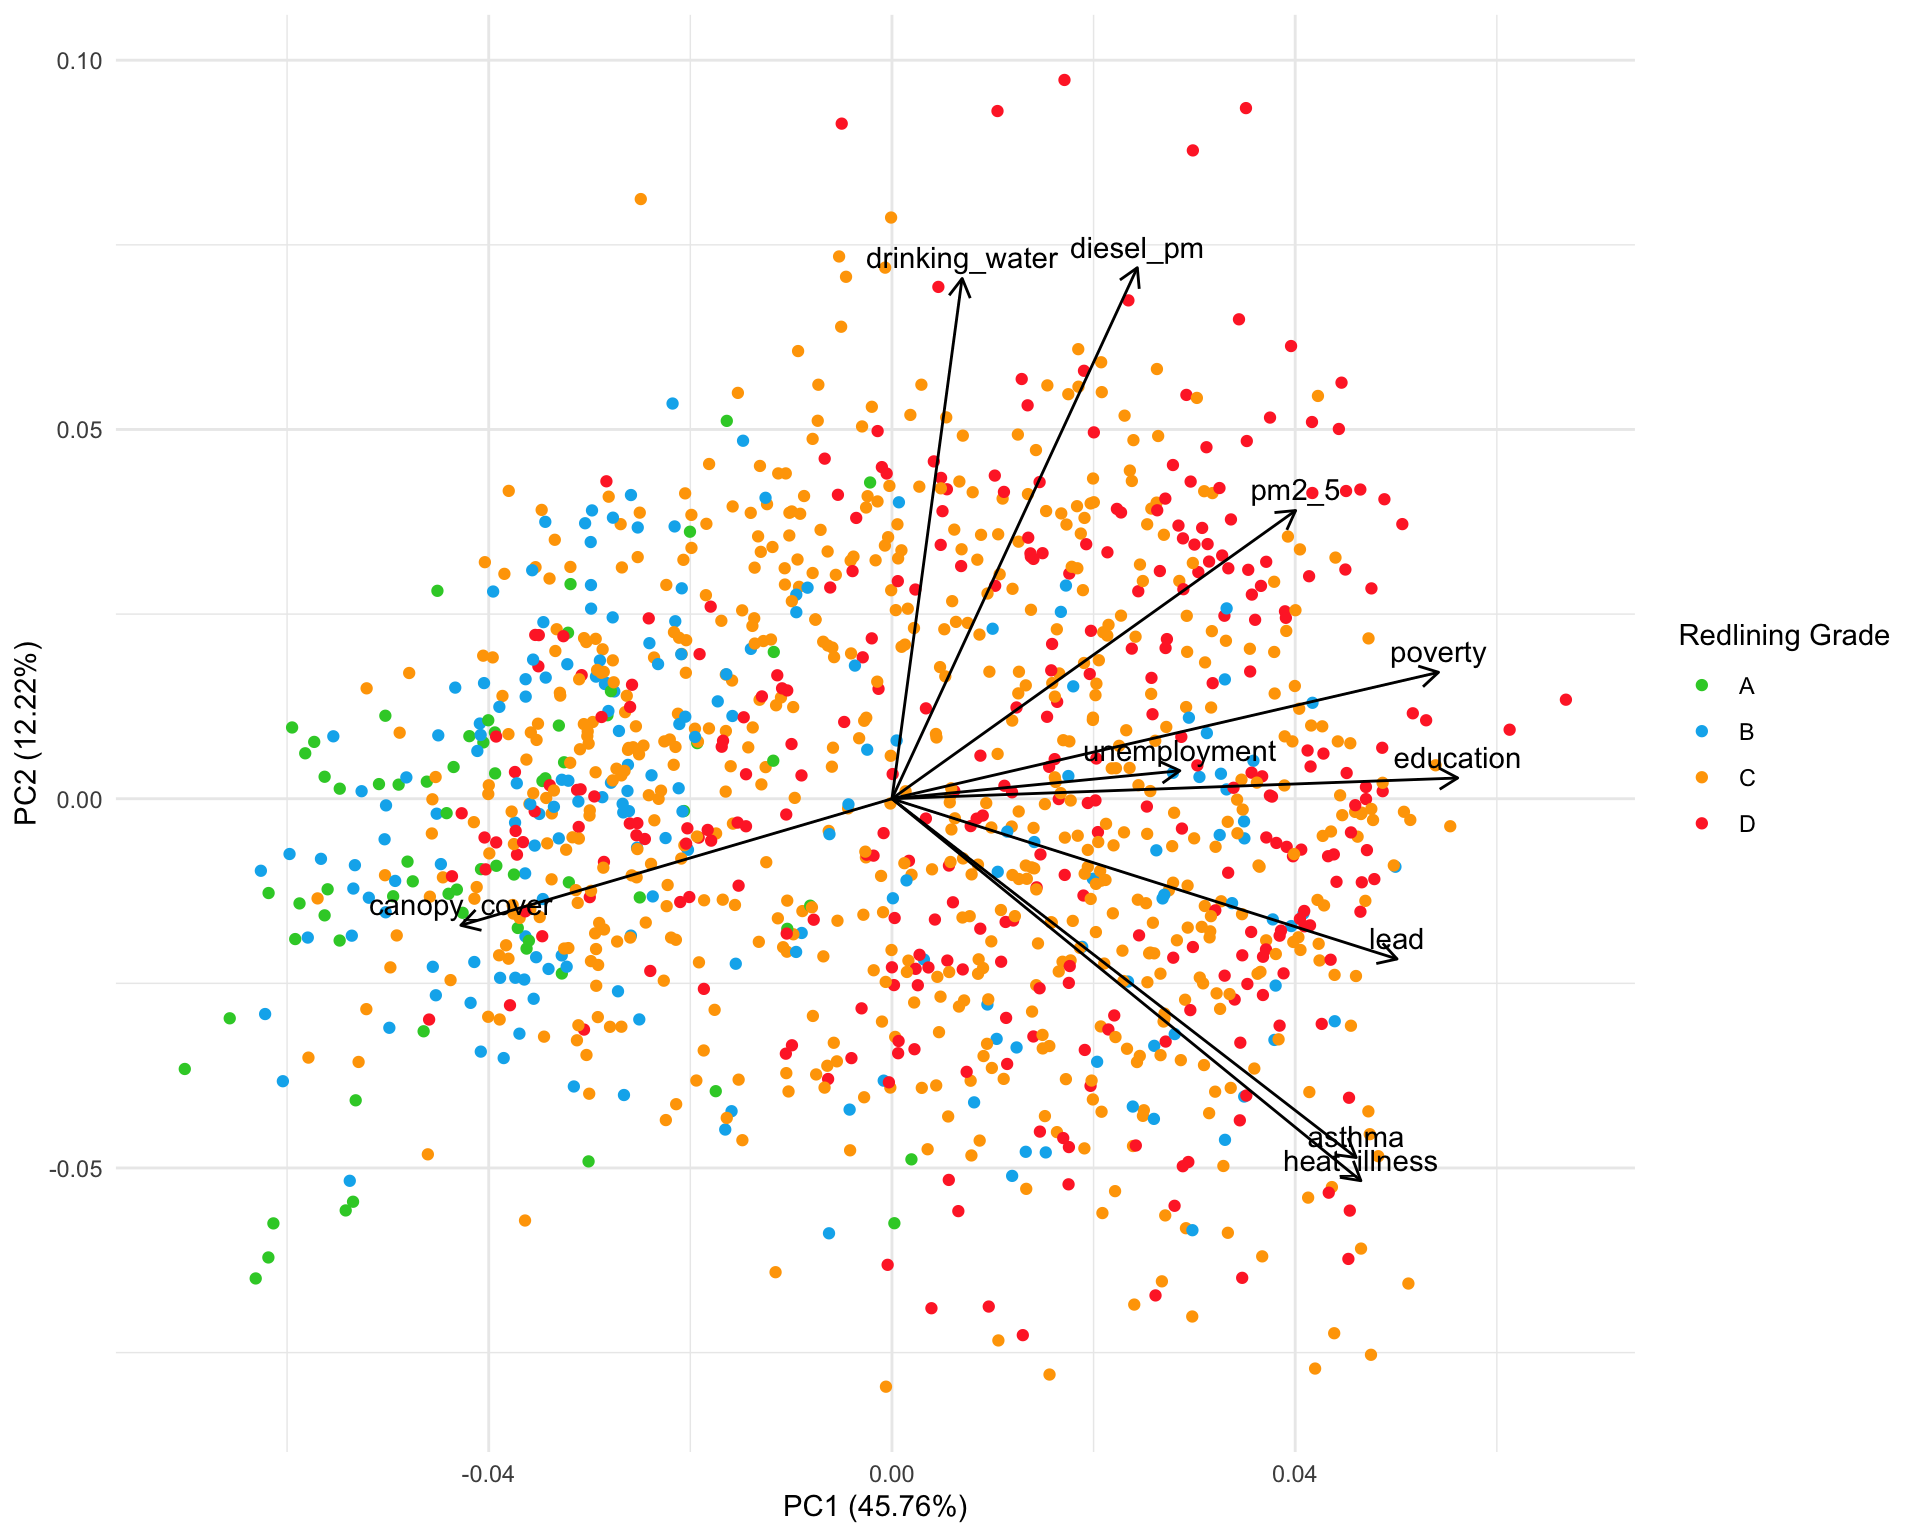 0.10
0.05
0.00
-0.05
PC2 (12.22%)
drinking_water
diesel_pm
pm2_5
poverty
unemployment
education
canopy_cover
lead
asthma
heat_illness
-0.04
0.00
0.04
PC1 (45.76%)
Redlining Grade
A
B
C
D